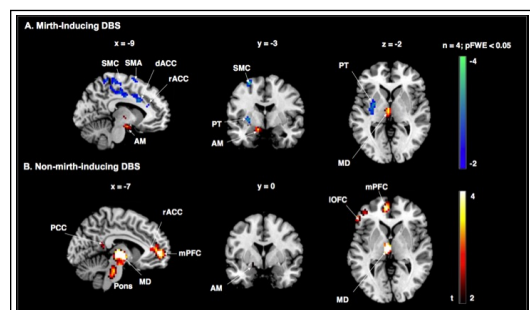 A. Mirth-Inducing DBS
x = -9
y = -3
z = -2
n = 4; pFWE < 0.05
SMC
SMA
dACC
rACC
AM
SMC
PT
AM
PT
MD
-4
-2
B. Non-mirth-inducing DBS
x = -7
y = 0
PCC
rACC
mPFC
MD
Pons
AM
mPFC
lOFC
MD
4
t
2